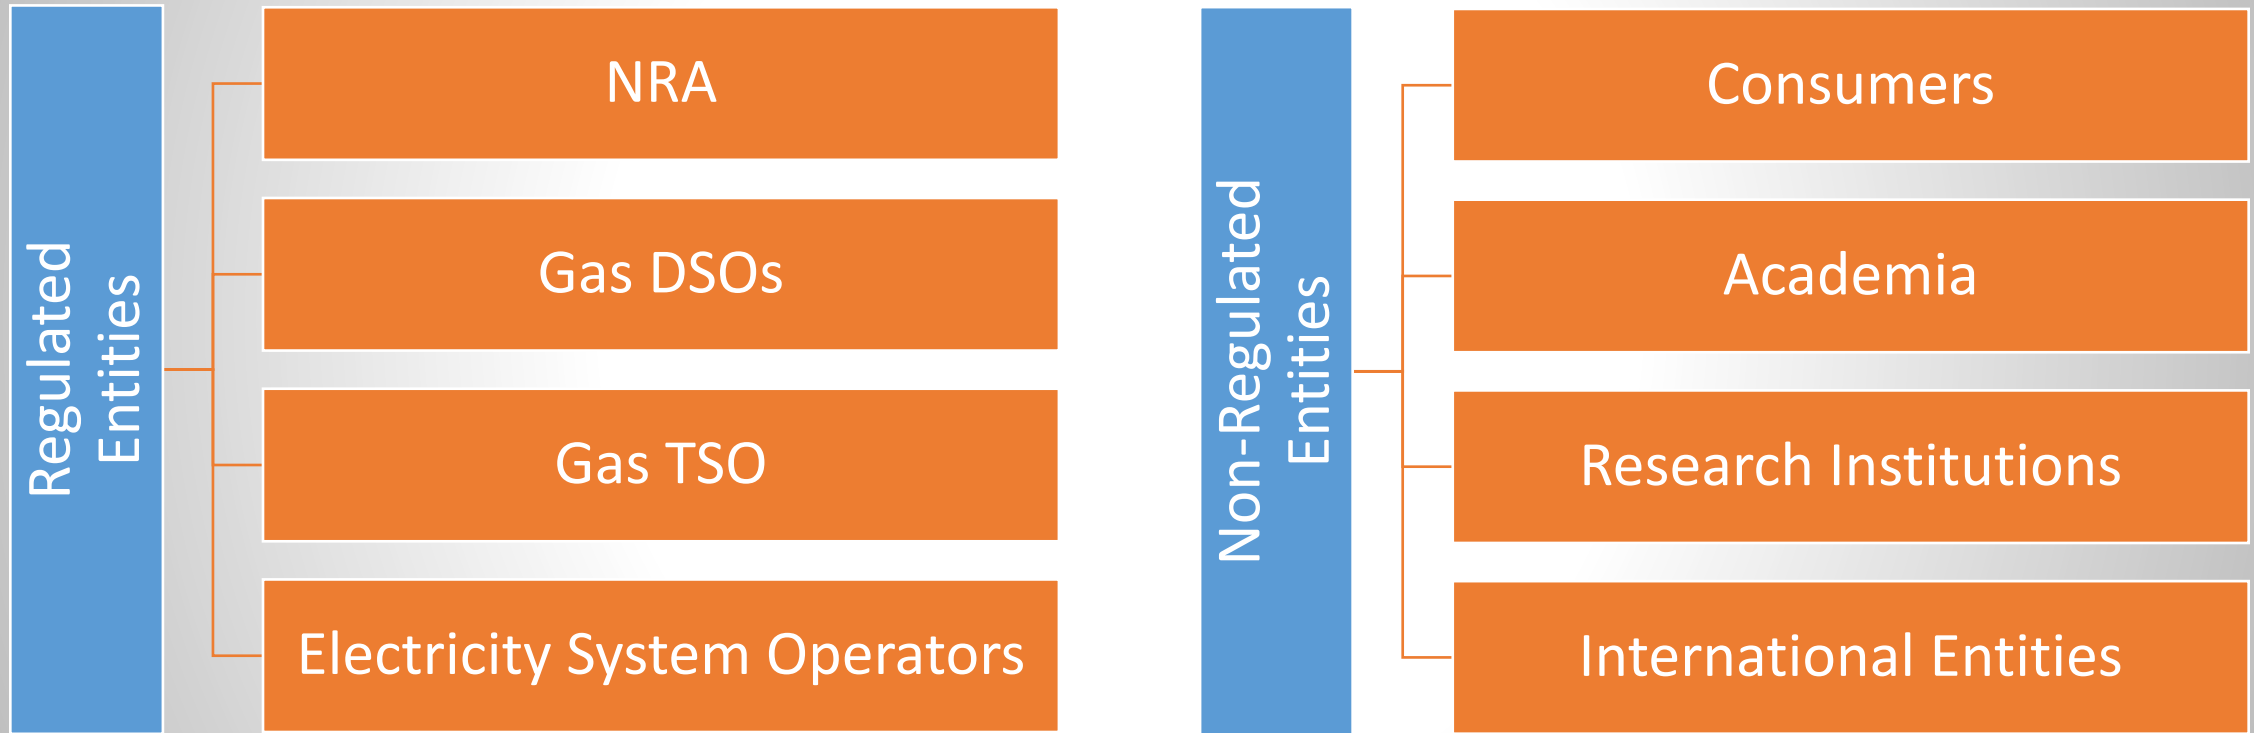 Regulated
Entities
NRA
Gas DSOs
Gas TSO
Electricity System Operators
Non-Regulated
Entities
Consumers
Academia
Research Institutions
International Entities